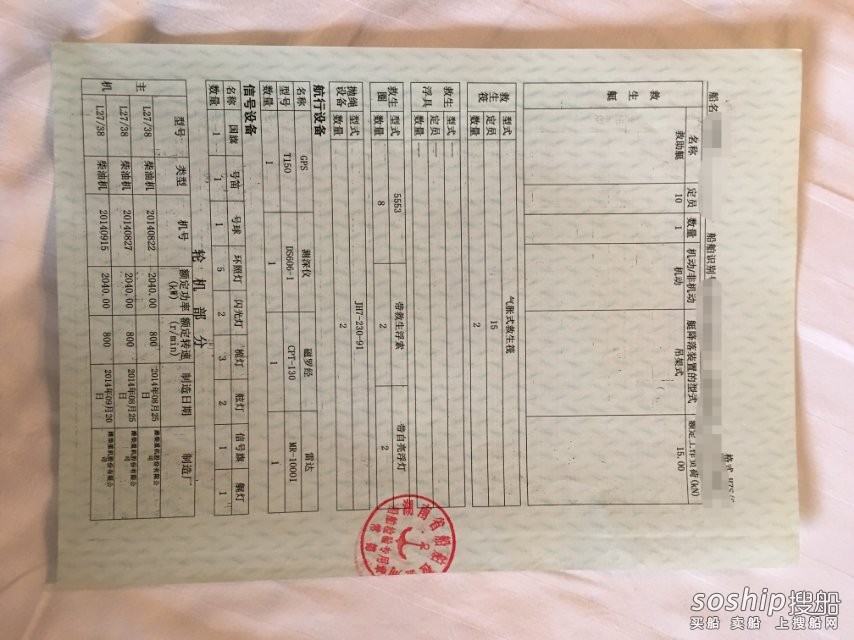 船名
船舶识别号
格式
救生艇
名称 定员 数量 机动/非机动 艇降落装置的型式 额定工作负荷(kN)
救助艇 10 1 机动 吊架式 15.00
救生筏 型式 气胀式救生筏
定员 15
数量 2
救生浮具 型式
定员
数量
救生圈 型式 5553 带救生浮索 带自亮浮灯
数量 8 2 2
抛绳设备 型式 JH7-230-91
数量 2
航行设备
名称 GPS 测深仪 磁罗经 雷达
型号 T150 DS606-1 CPT-130 MR-1000
数量 1 1 1 1
信号设备
名称 国旗 号笛 号球 环照灯 闪光灯 桅灯 舷灯 信号旗 艉灯
数量 1 1 1 5 2 3 2 1 1
轮机部分
主机
型号 类型 机号 额定功率(kW) 额定转速(r/min) 制造日期 制造厂
L27/38 柴油机 20140822 2040.00 800 2014年08月25
L27/38 柴油机 20140827 2040.00 800 2014年08月25
L27/38 柴油机 20140915 2040.00 800 2014年09月20
soship搜船
买船 卖船 上搜船网